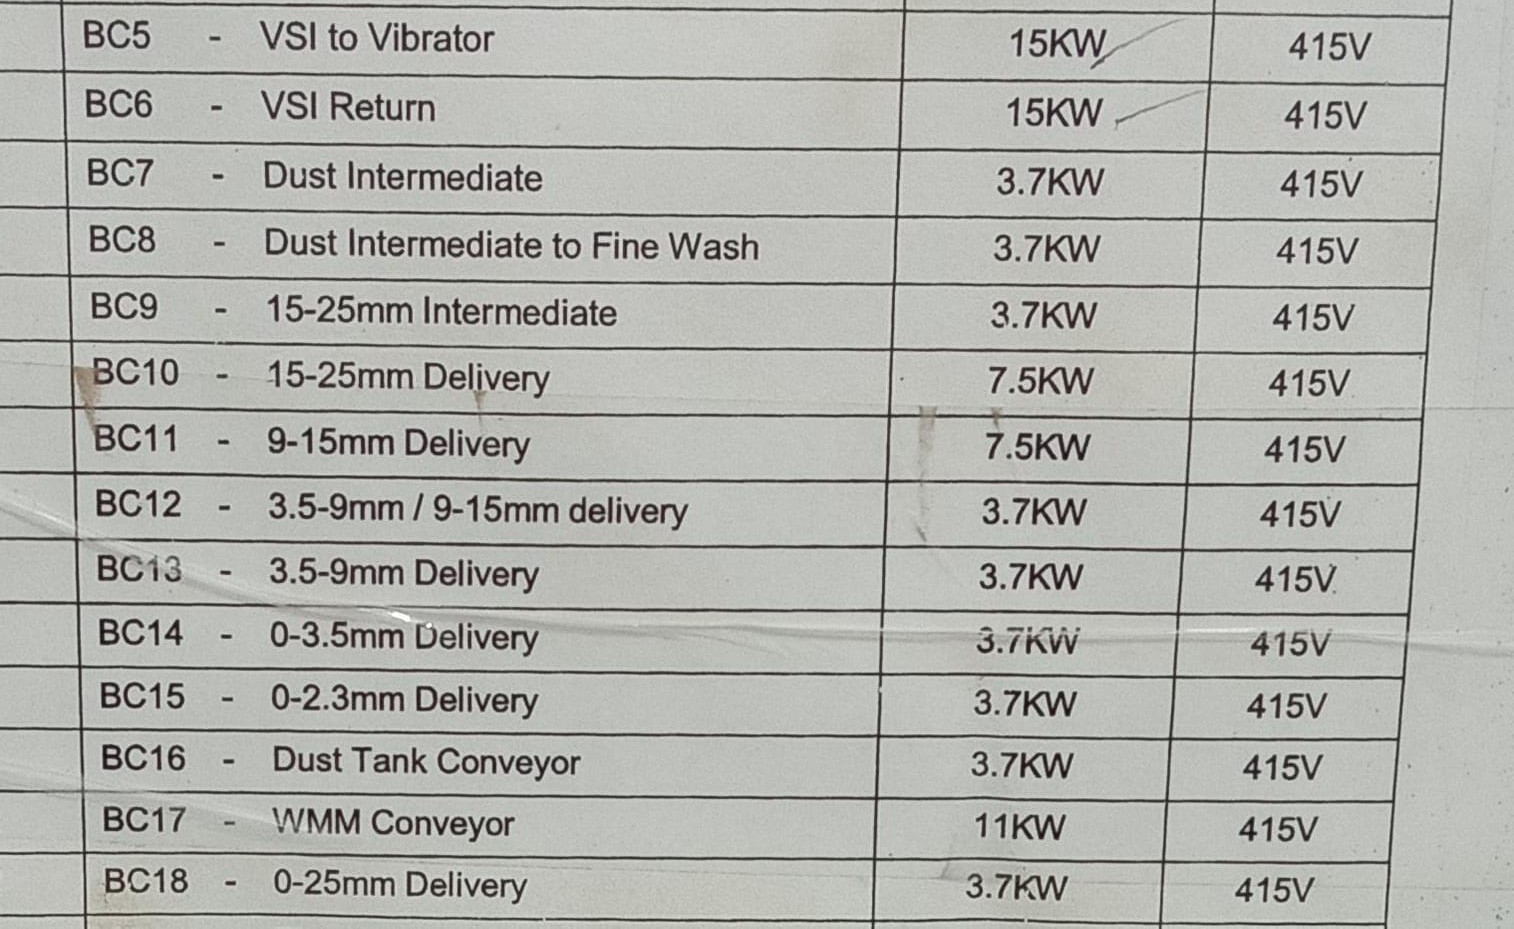 BC5 - VSI to Vibrator 15KW 415V
BC6 - VSI Return 15KW 415V
BC7 - Dust Intermediate 3.7KW 415V
BC8 - Dust Intermediate to Fine Wash 3.7KW 415V
BC9 - 15-25mm Intermediate 3.7KW 415V
BC10 - 15-25mm Delivery 7.5KW 415V
BC11 - 9-15mm Delivery 7.5KW 415V
BC12 - 3.5-9mm / 9-15mm delivery 3.7KW 415V
BC13 - 3.5-9mm Delivery 3.7KW 415V
BC14 - 0-3.5mm Delivery 3.7KW 415V
BC15 - 0-2.3mm Delivery 3.7KW 415V
BC16 - Dust Tank Conveyor 3.7KW 415V
BC17 - WMM Conveyor 11KW 415V
BC18 - 0-25mm Delivery 3.7KW 415V